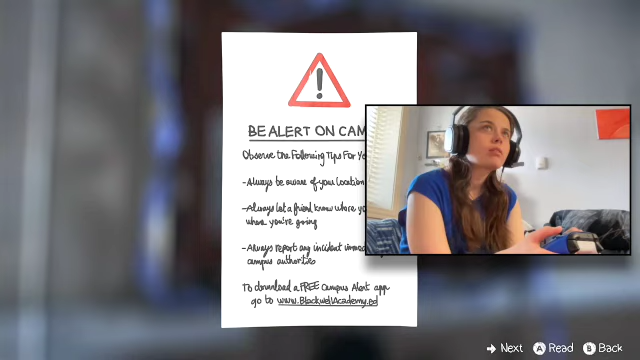 !
BE ALERT ON CAM
Observe the Following Tips For Yo
-Always be aware of your location
-Always let a friend know where yo
where you're going
-Always report any incident immed
campus authorities
To download a FREE Campus Alert app
go to www.BlackwellAcademy.ed
Next A Read B Back